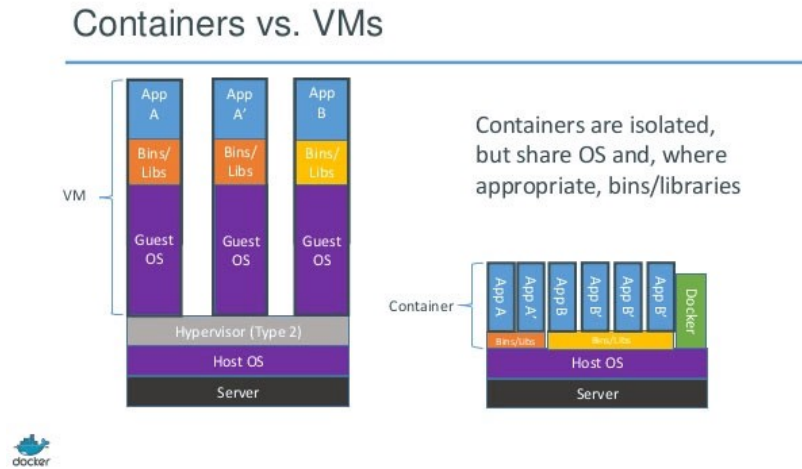 Containers vs. VMs
App
A
App
A’
App
B
Bins/
Libs
Bins/
Libs
Bins/
Libs
VM
Guest
OS
Guest
OS
Guest
OS
Hypervisor (Type 2)
Host OS
Server
Containers are isolated,
but share OS and, where
appropriate, bins/libraries
Container
App A
App A’
App B
App B’
App B’
App B’
Docker
Bins/Libs
Bins/Libs
Host OS
Server
docker